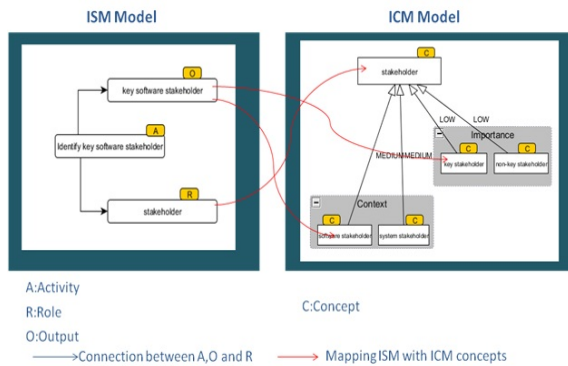 ISM Model
ICM Model
O
key software stakeholder
A
Identify key software stakeholder
R
stakeholder
C
stakeholder
LOW
LOW
Importance
C
key stakeholder
C
non-key stakeholder
MEDIUM
MEDIUM
Context
C
software stakeholder
C
system stakeholder
A:Activity
R:Role
O:Output
C:Concept
Connection between A,O and R
Mapping ISM with ICM concepts